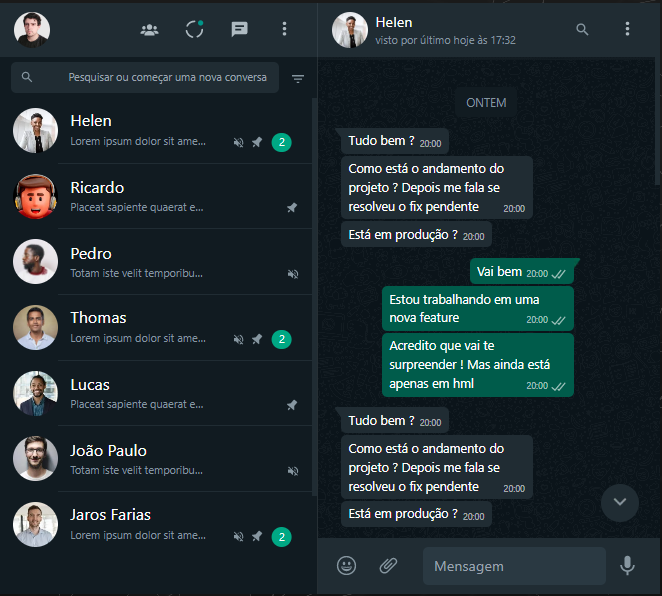 Pesquisar ou começar uma nova conversa
Helen
Lorem ipsum dolor sit ame...
2
Ricardo
Placeat sapiente quaerat e...
Pedro
Totam iste velit temporibu...
Thomas
Lorem ipsum dolor sit ame...
2
Lucas
Placeat sapiente quaerat e...
João Paulo
Totam iste velit temporibu...
Jaros Farias
Lorem ipsum dolor sit ame...
2
Helen
visto por último hoje às 17:32
ONTEM
Tudo bem ? 20:00
Como está o andamento do
projeto ? Depois me fala se
resolveu o fix pendente 20:00
Está em produção ? 20:00
Vai bem 20:00
Estou trabalhando em uma
nova feature 20:00
Acredito que vai te
surpreender ! Mas ainda está
apenas em hml 20:00
Tudo bem ? 20:00
Como está o andamento do
projeto ? Depois me fala se
resolveu o fix pendente 20:00
Está em produção ? 20:00
Mensagem